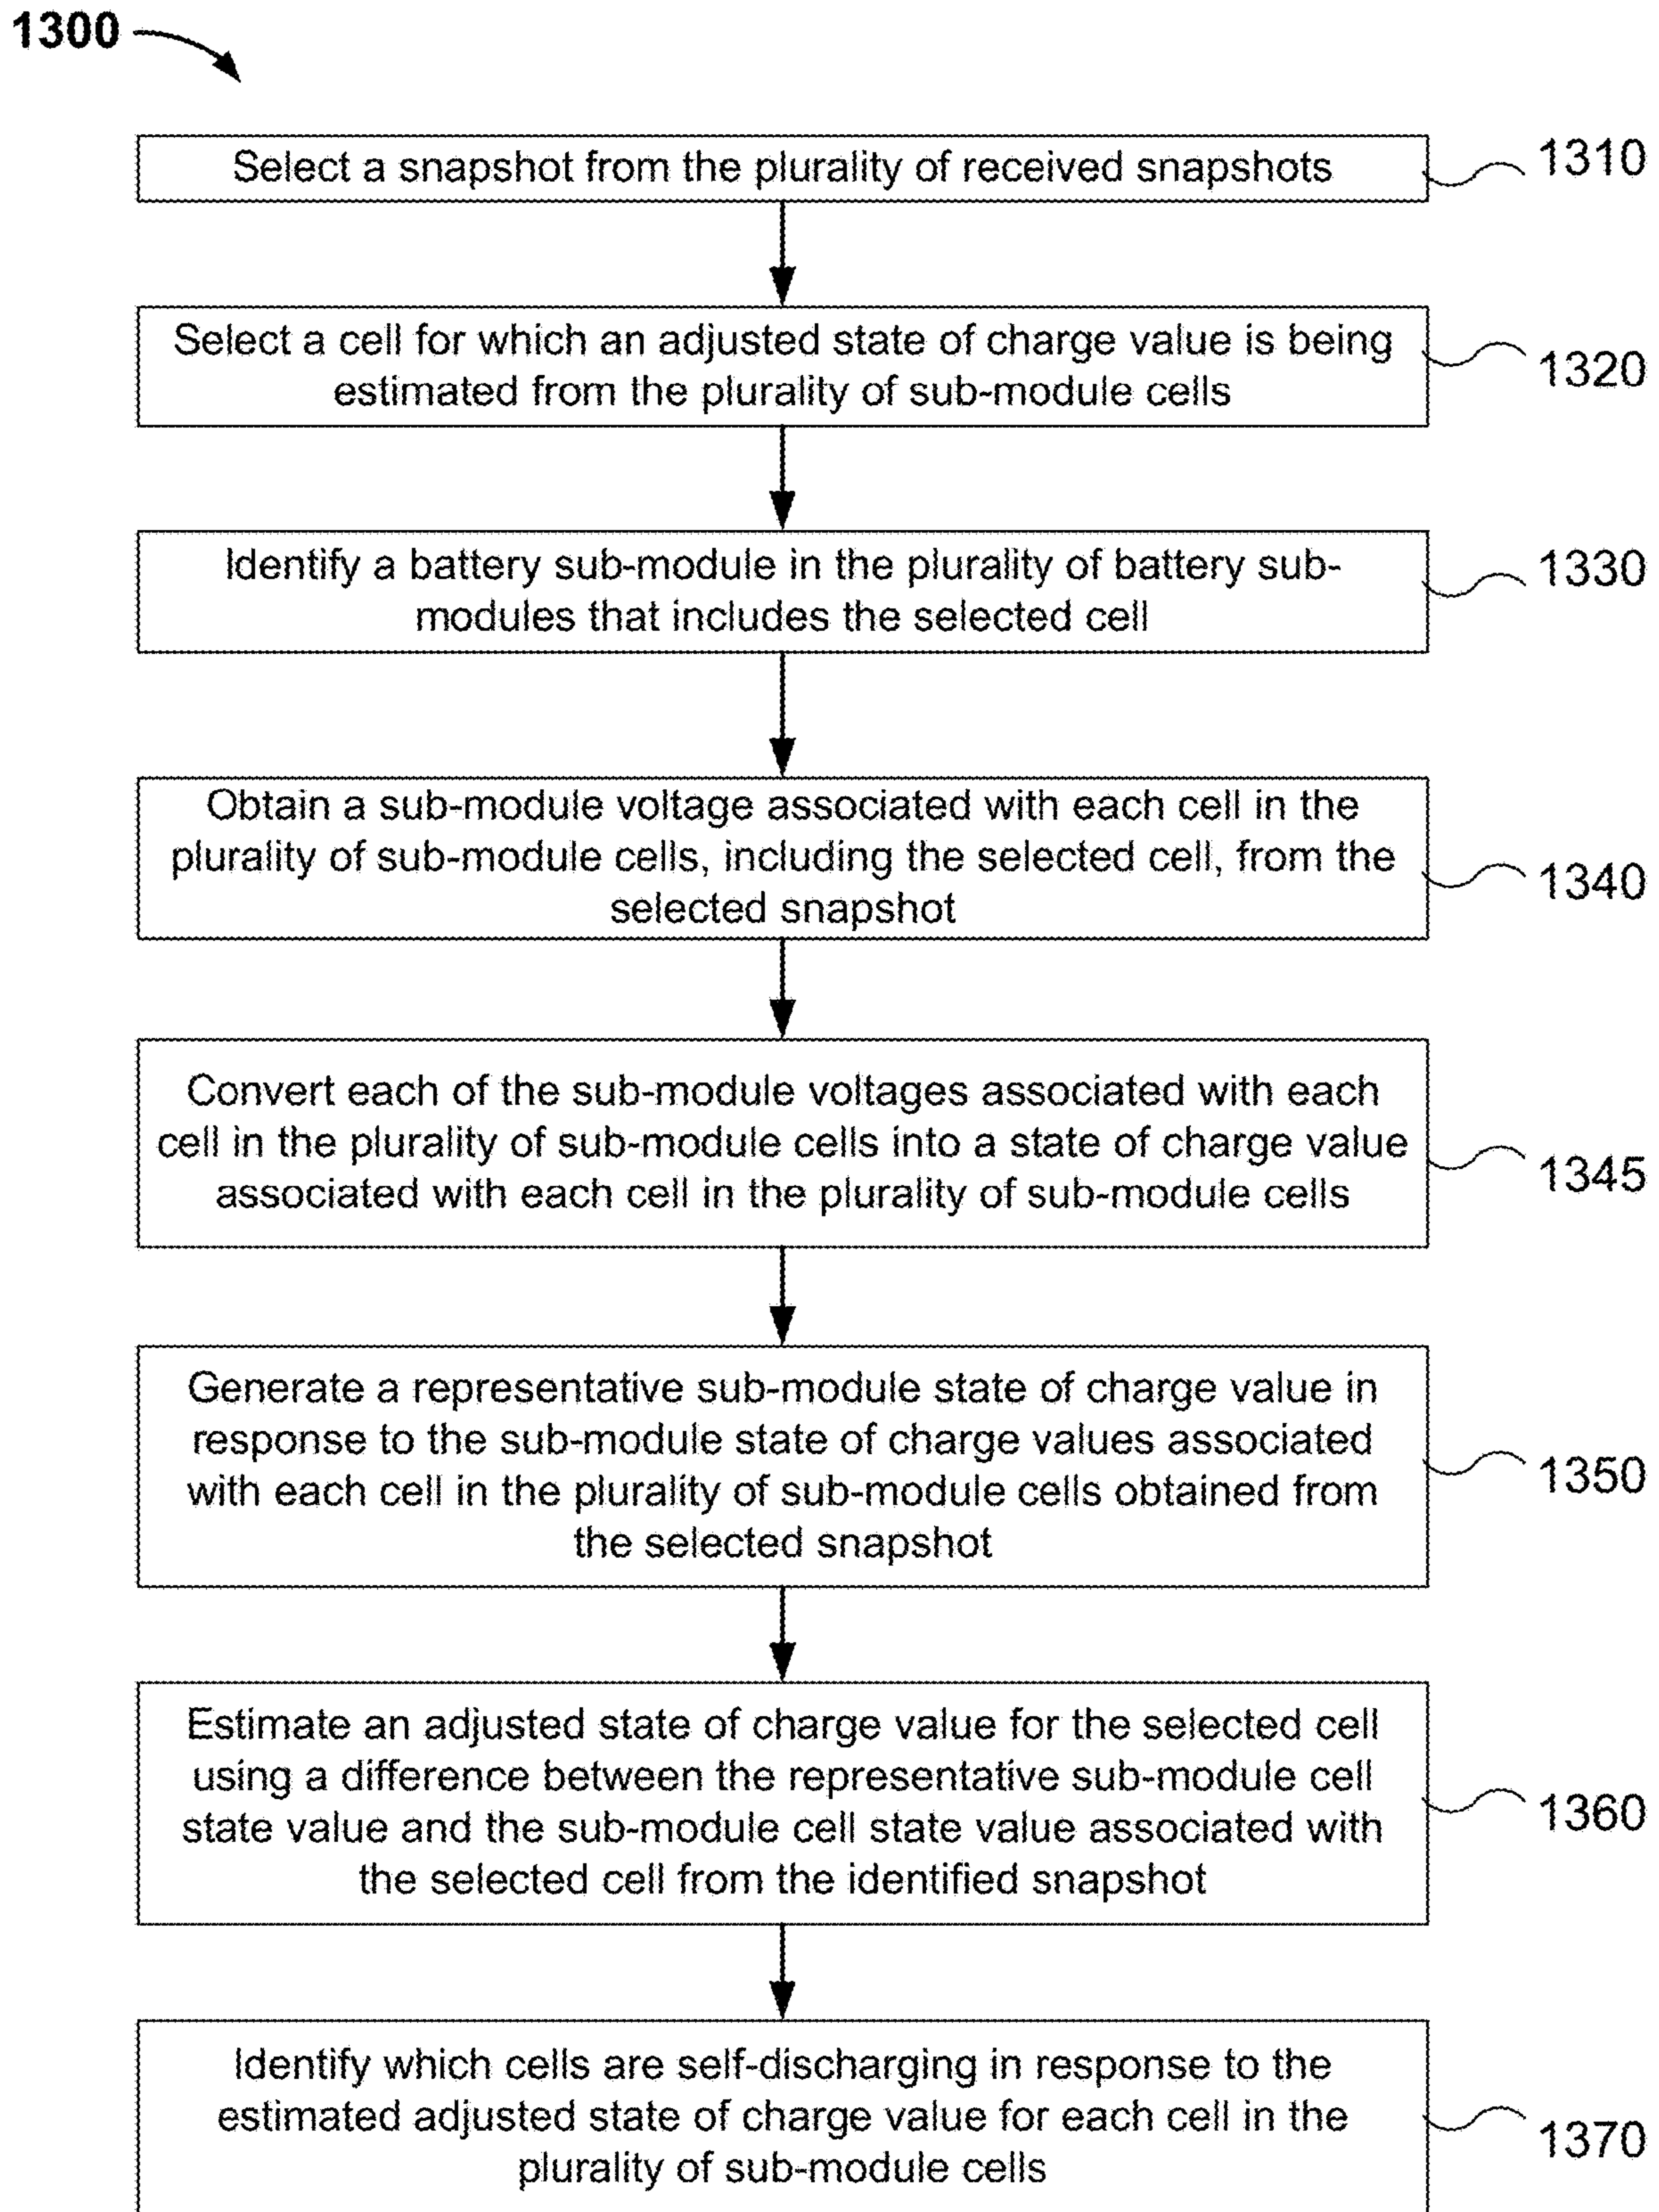 1300
Select a snapshot from the plurality of received snapshots
1310
Select a cell for which an adjusted state of charge value is being
estimated from the plurality of sub-module cells
1320
Identify a battery sub-module in the plurality of battery sub-
modules that includes the selected cell
1330
Obtain a sub-module voltage associated with each cell in the
plurality of sub-module cells, including the selected cell, from the
selected snapshot
1340
Convert each of the sub-module voltages associated with each
cell in the plurality of sub-module cells into a state of charge value
associated with each cell in the plurality of sub-module cells
1345
Generate a representative sub-module state of charge value in
response to the sub-module state of charge values associated
with each cell in the plurality of sub-module cells obtained from
the selected snapshot
1350
Estimate an adjusted state of charge value for the selected cell
using a difference between the representative sub-module cell
state value and the sub-module cell state value associated with
the selected cell from the identified snapshot
1360
Identify which cells are self-discharging in response to the
estimated adjusted state of charge value for each cell in the
plurality of sub-module cells
1370